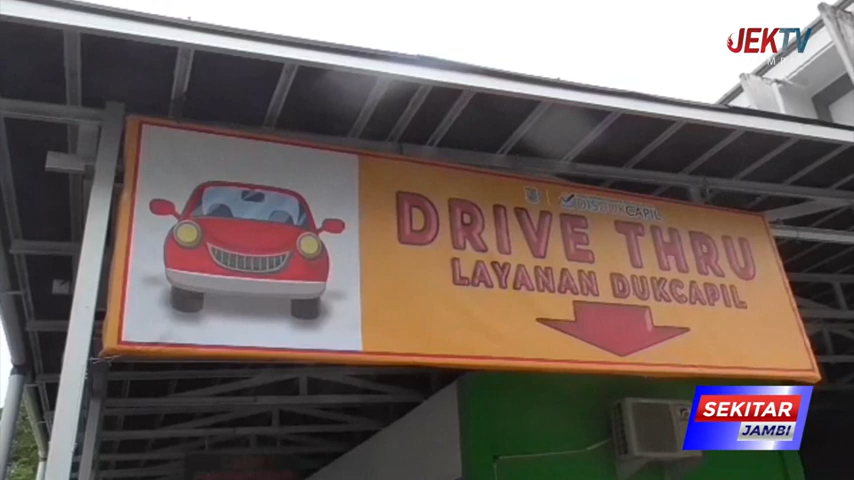 JEKTV
DISDUKCAPIL
DRIVE THRU
LAYANAN DUKCAPIL
SEKITAR
JAMBI